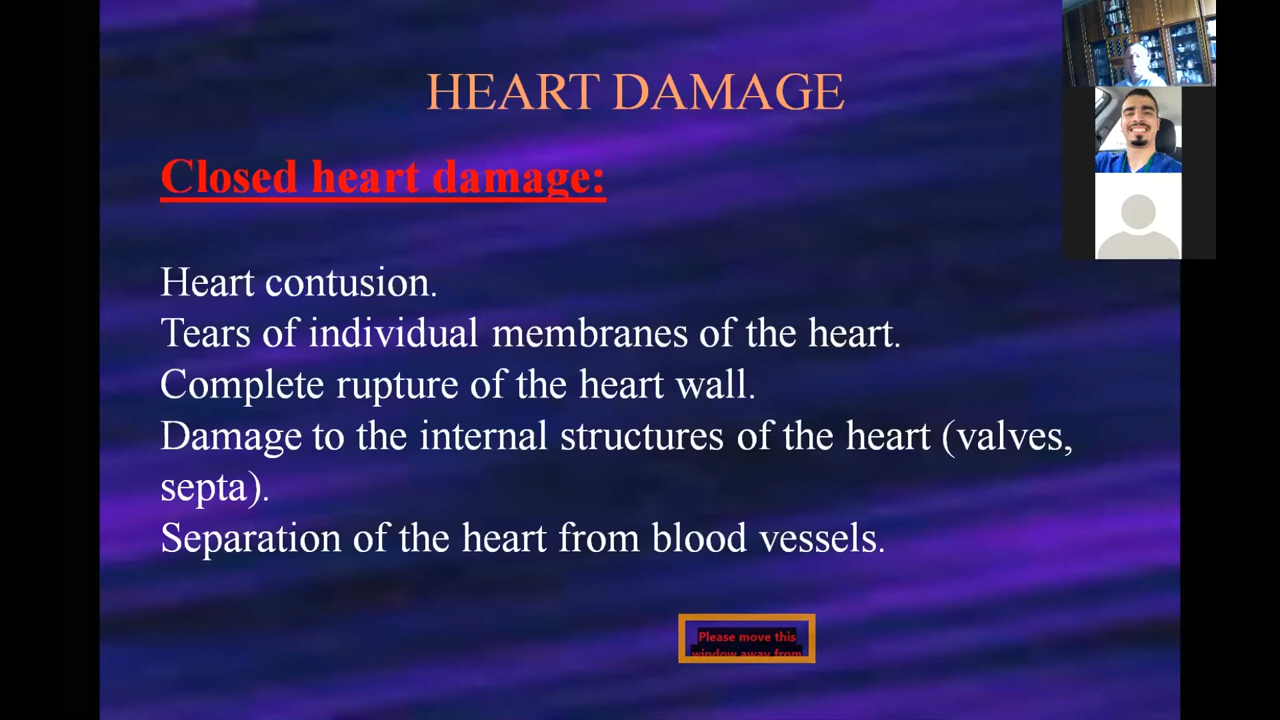 HEART DAMAGE
Closed heart damage:
Heart contusion.
Tears of individual membranes of the heart.
Complete rupture of the heart wall.
Damage to the internal structures of the heart (valves,
septa).
Separation of the heart from blood vessels.
Please move this
window away from